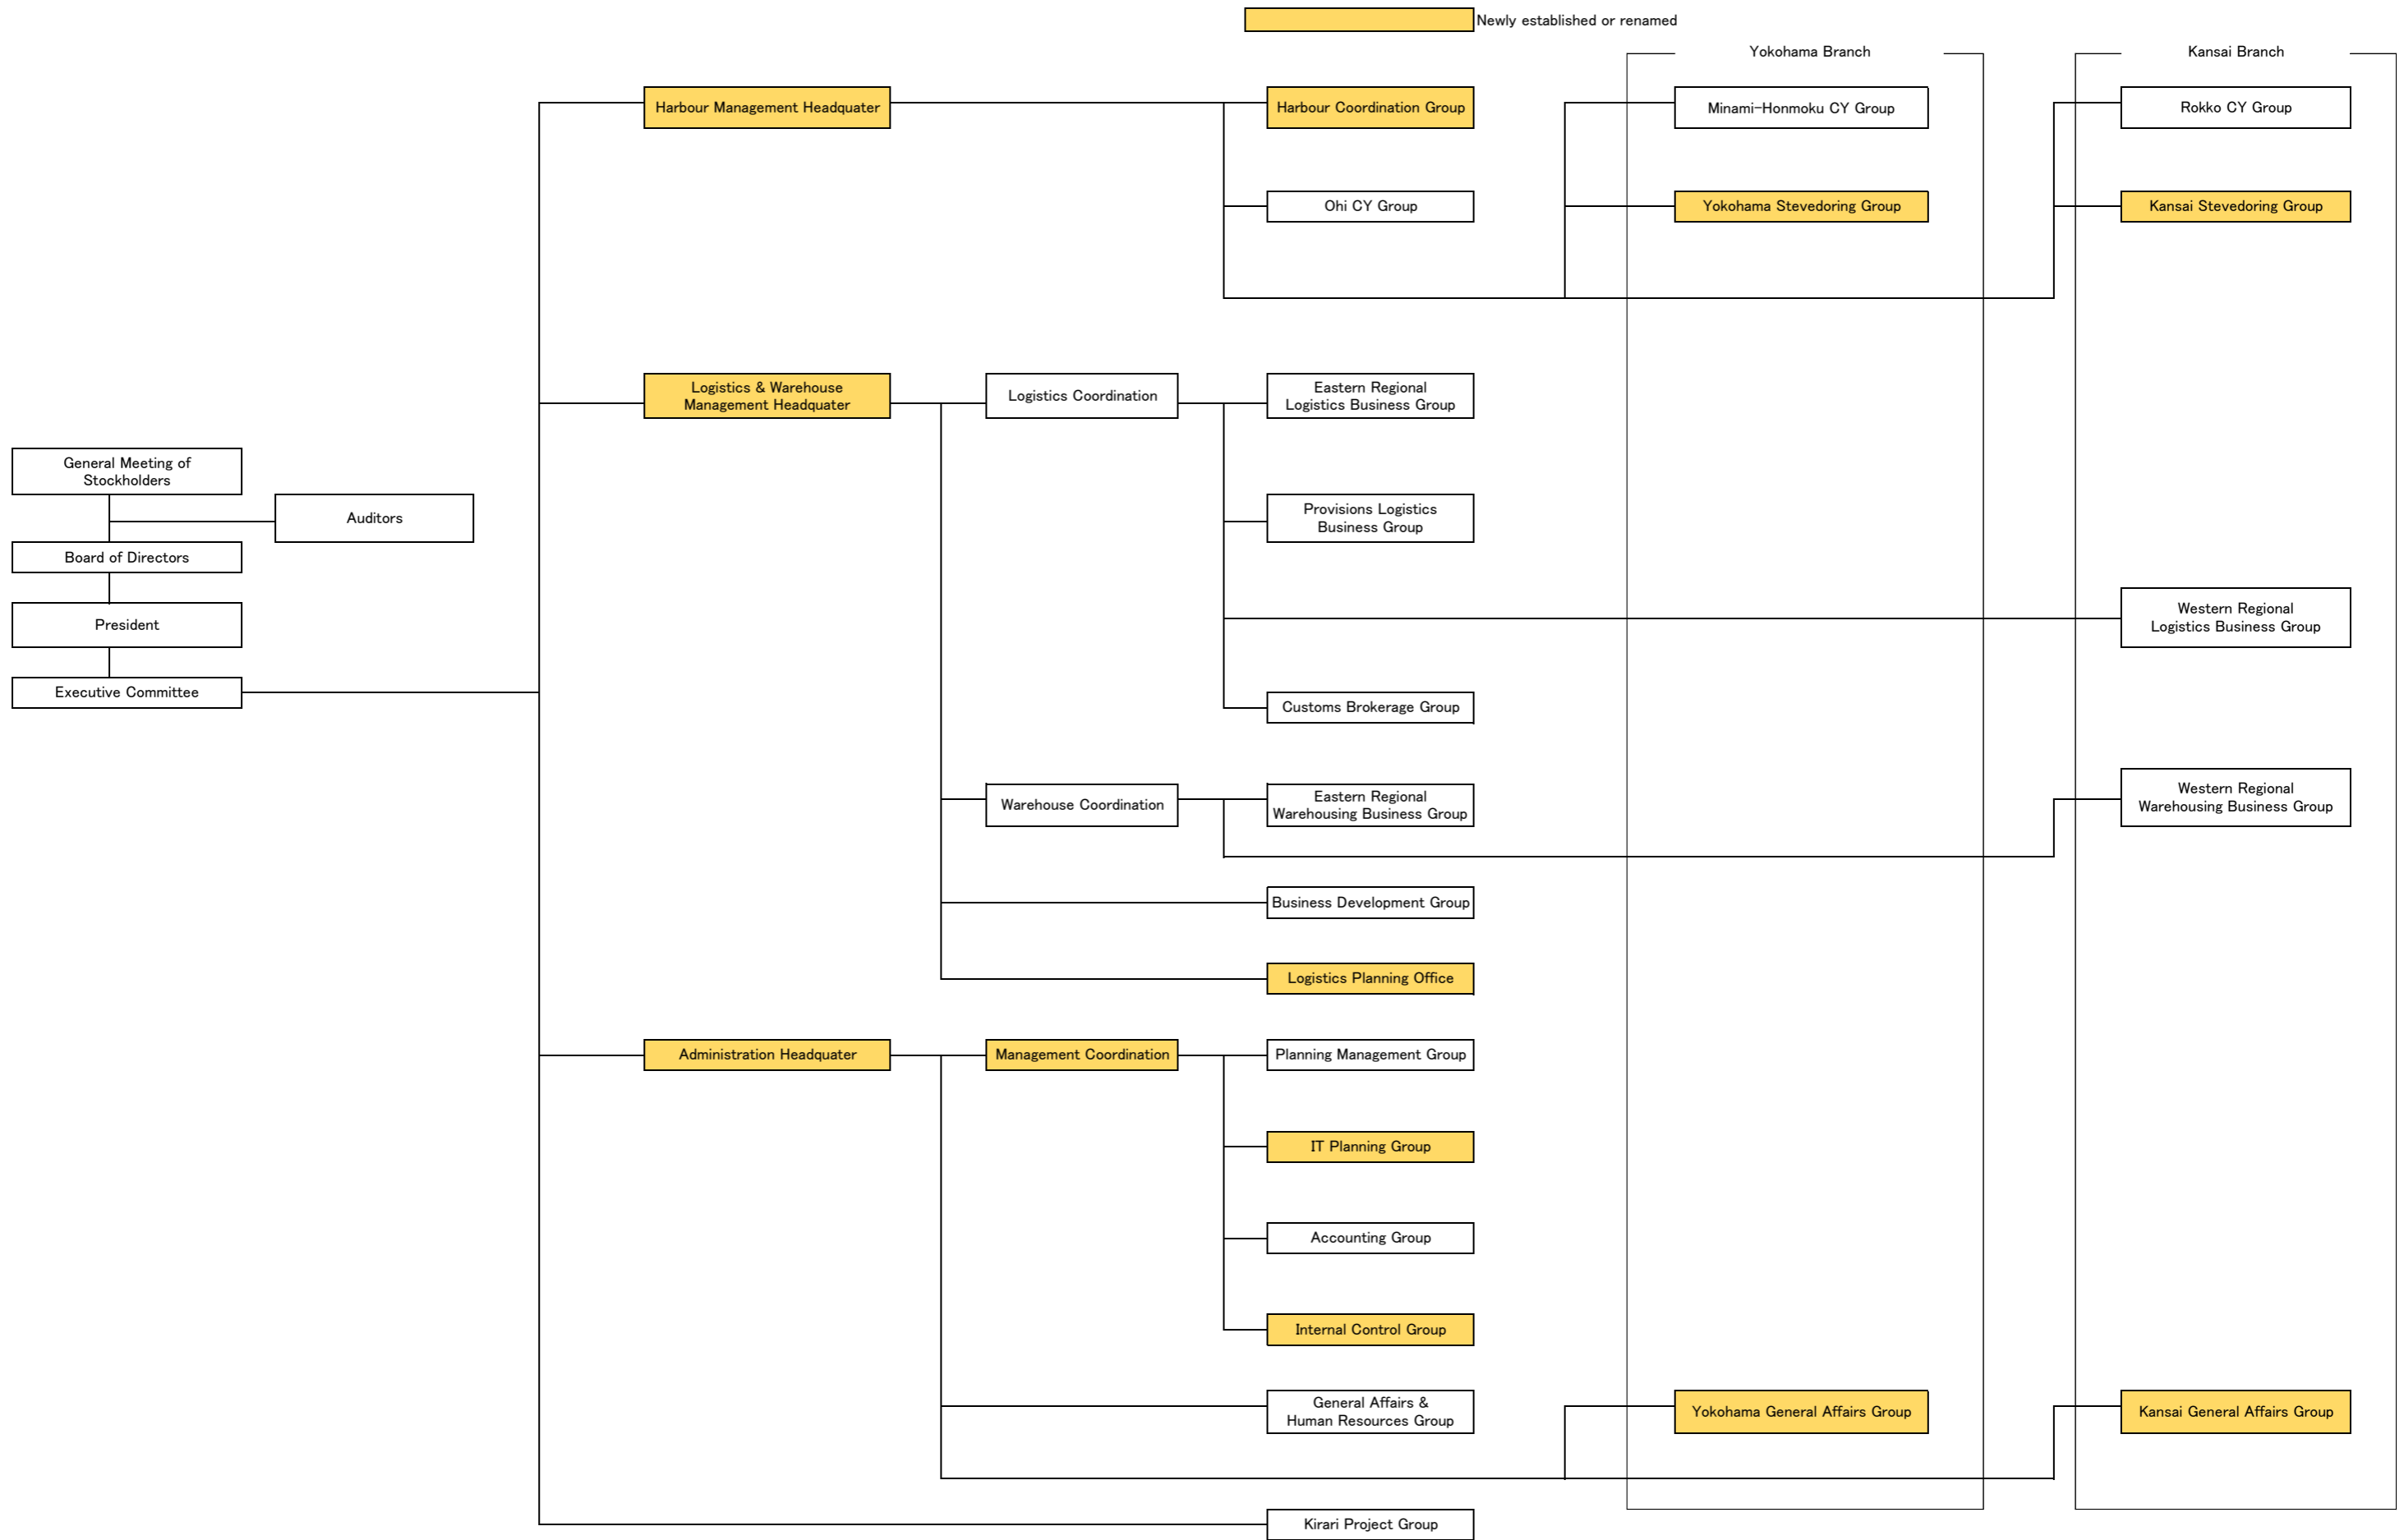 Newly established or renamed
Yokohama Branch
Kansai Branch
Harbour Management Headquater
Harbour Coordination Group
Minami-Honmoku CY Group
Rokko CY Group
Ohi CY Group
Yokohama Stevedoring Group
Kansai Stevedoring Group
Logistics & Warehouse
Management Headquater
Logistics Coordination
Eastern Regional
Logistics Business Group
General Meeting of
Stockholders
Auditors
Provisions Logistics
Business Group
Board of Directors
President
Western Regional
Logistics Business Group
Executive Committee
Customs Brokerage Group
Warehouse Coordination
Eastern Regional
Warehousing Business Group
Western Regional
Warehousing Business Group
Business Development Group
Logistics Planning Office
Administration Headquater
Management Coordination
Planning Management Group
IT Planning Group
Accounting Group
Internal Control Group
General Affairs &
Human Resources Group
Yokohama General Affairs Group
Kansai General Affairs Group
Kirari Project Group